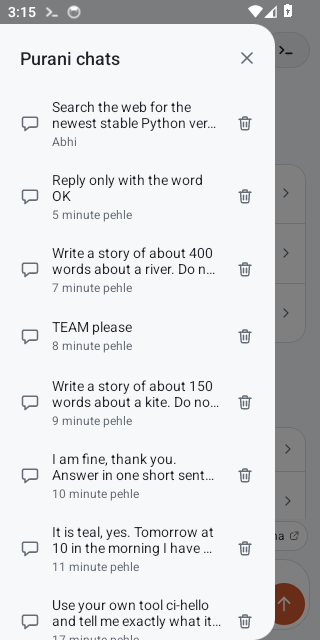 3:15
Purani chats
Search the web for the
newest stable Python ver...
Abhi
Reply only with the word
OK
5 minute pehle
Write a story of about 400
words about a river. Do n...
7 minute pehle
TEAM please
8 minute pehle
Write a story of about 150
words about a kite. Do no...
9 minute pehle
I am fine, thank you.
Answer in one short sent...
10 minute pehle
It is teal, yes. Tomorrow at
10 in the morning I have ...
11 minute pehle
Use your own tool ci-hello
and tell me exactly what it...
17 minute pehle